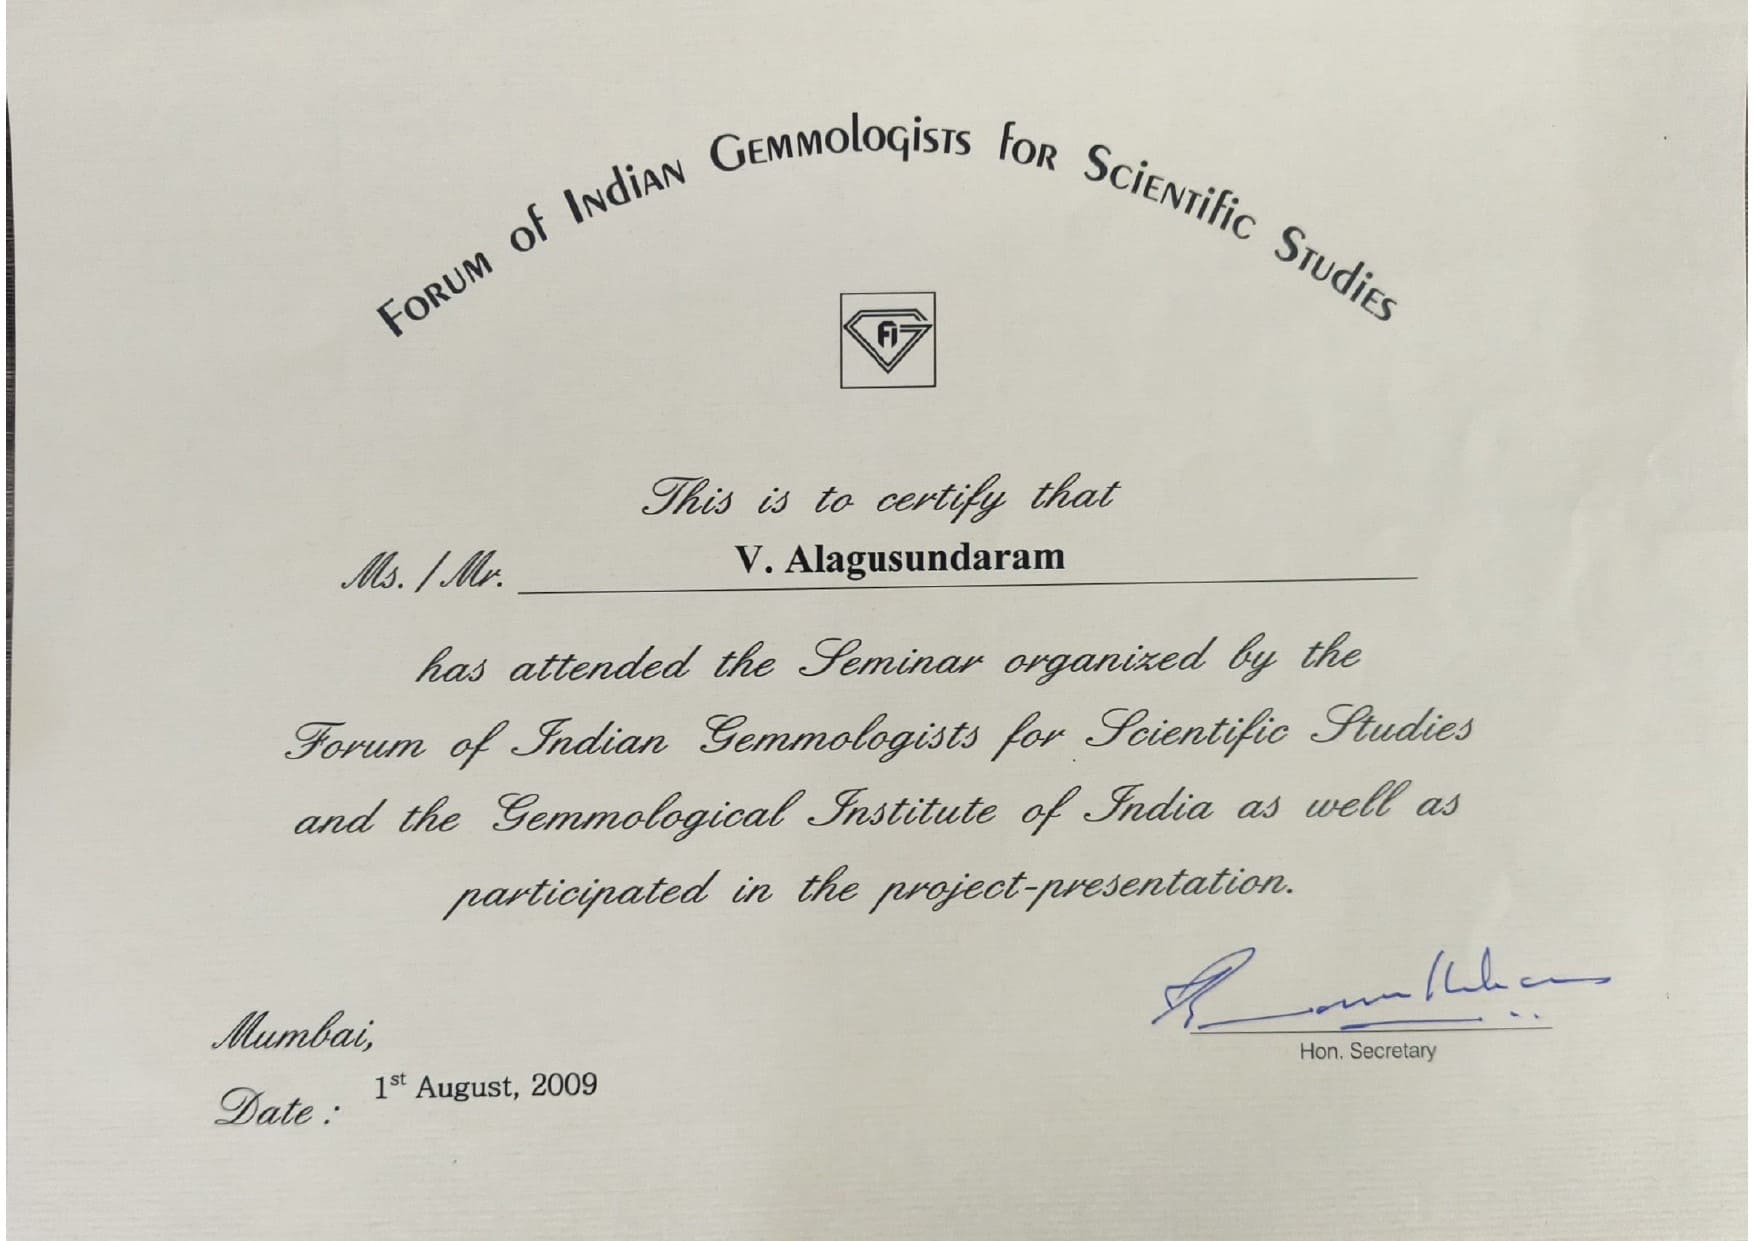 Forum of Indian Gemmologists for Scientific Studies
FiG
This is to certify that
Ms. / Mr. V. Alagusundaram
has attended the Seminar organized by the
Forum of Indian Gemmologists for Scientific Studies
and the Gemmological Institute of India as well as
participated in the project-presentation.
Mumbai,
Date : 1st August, 2009
Hon. Secretary